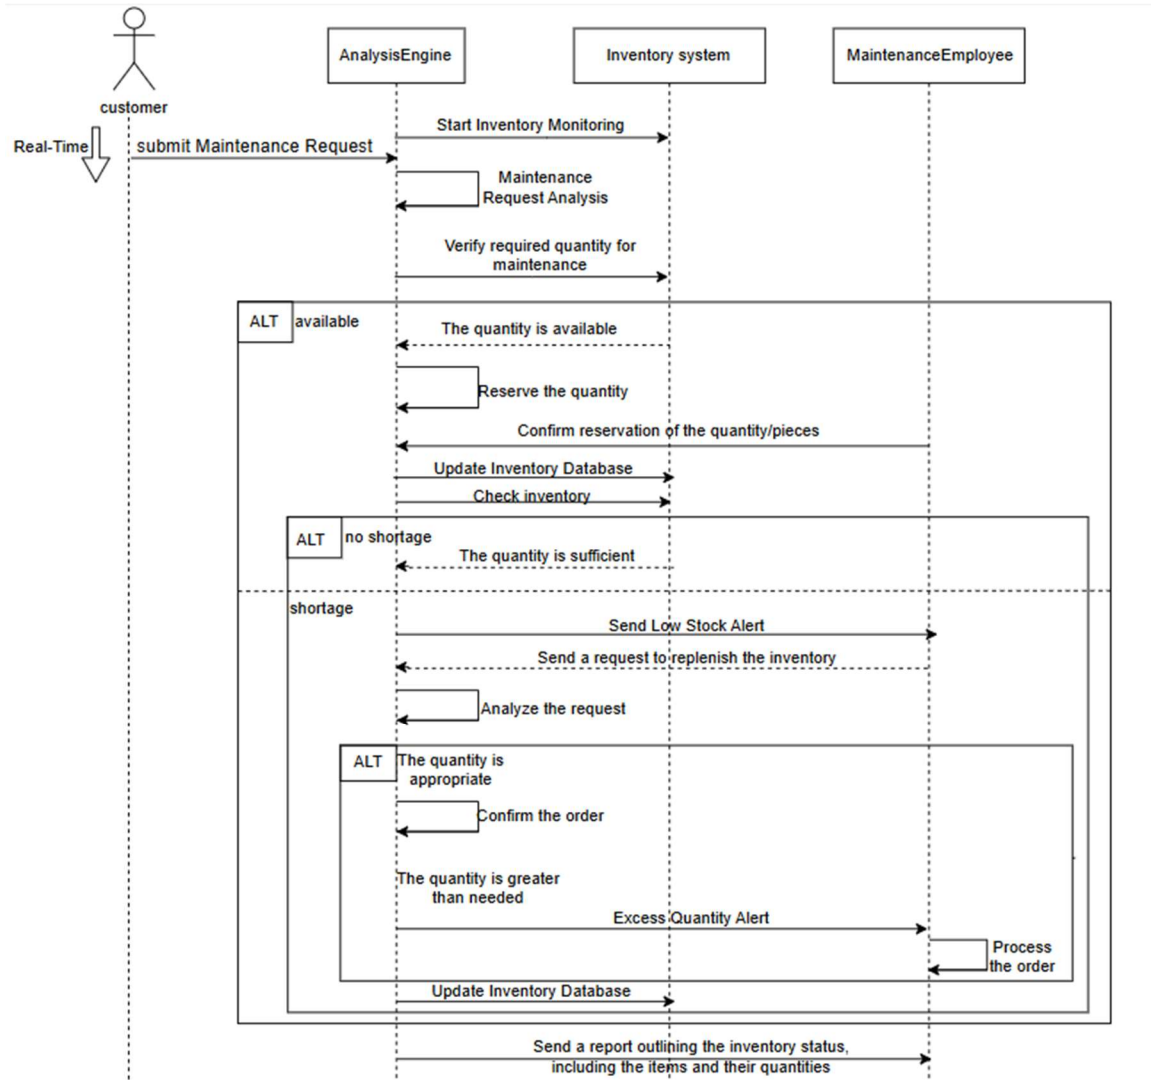 AnalysisEngine
Inventory system
MaintenanceEmployee
customer
Real-Time
Start Inventory Monitoring
submit Maintenance Request
Maintenance
Request Analysis
Verify required quantity for
maintenance
ALT
available
The quantity is available
Reserve the quantity
Confirm reservation of the quantity/pieces
Update Inventory Database
Check inventory
ALT
no shortage
The quantity is sufficient
shortage
Send Low Stock Alert
Send a request to replenish the inventory
Analyze the request
ALT
The quantity is
appropriate
Confirm the order
The quantity is greater
than needed
Excess Quantity Alert
Process
the order
Update Inventory Database
Send a report outlining the inventory status,
including the items and their quantities